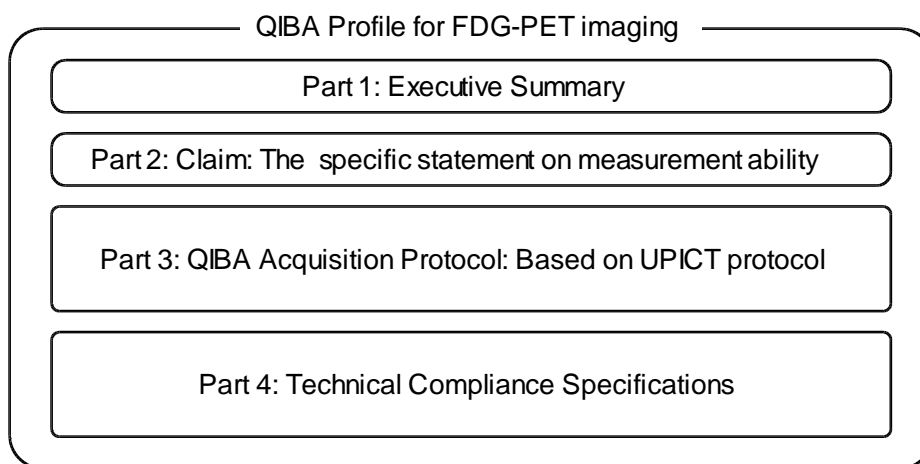 QIBA Profile for FDG-PET imaging
Part 1: Executive Summary
Part 2: Claim: The specific statement on measurement ability
Part 3: QIBA Acquisition Protocol: Based on UPICT protocol
Part 4: Technical Compliance Specifications